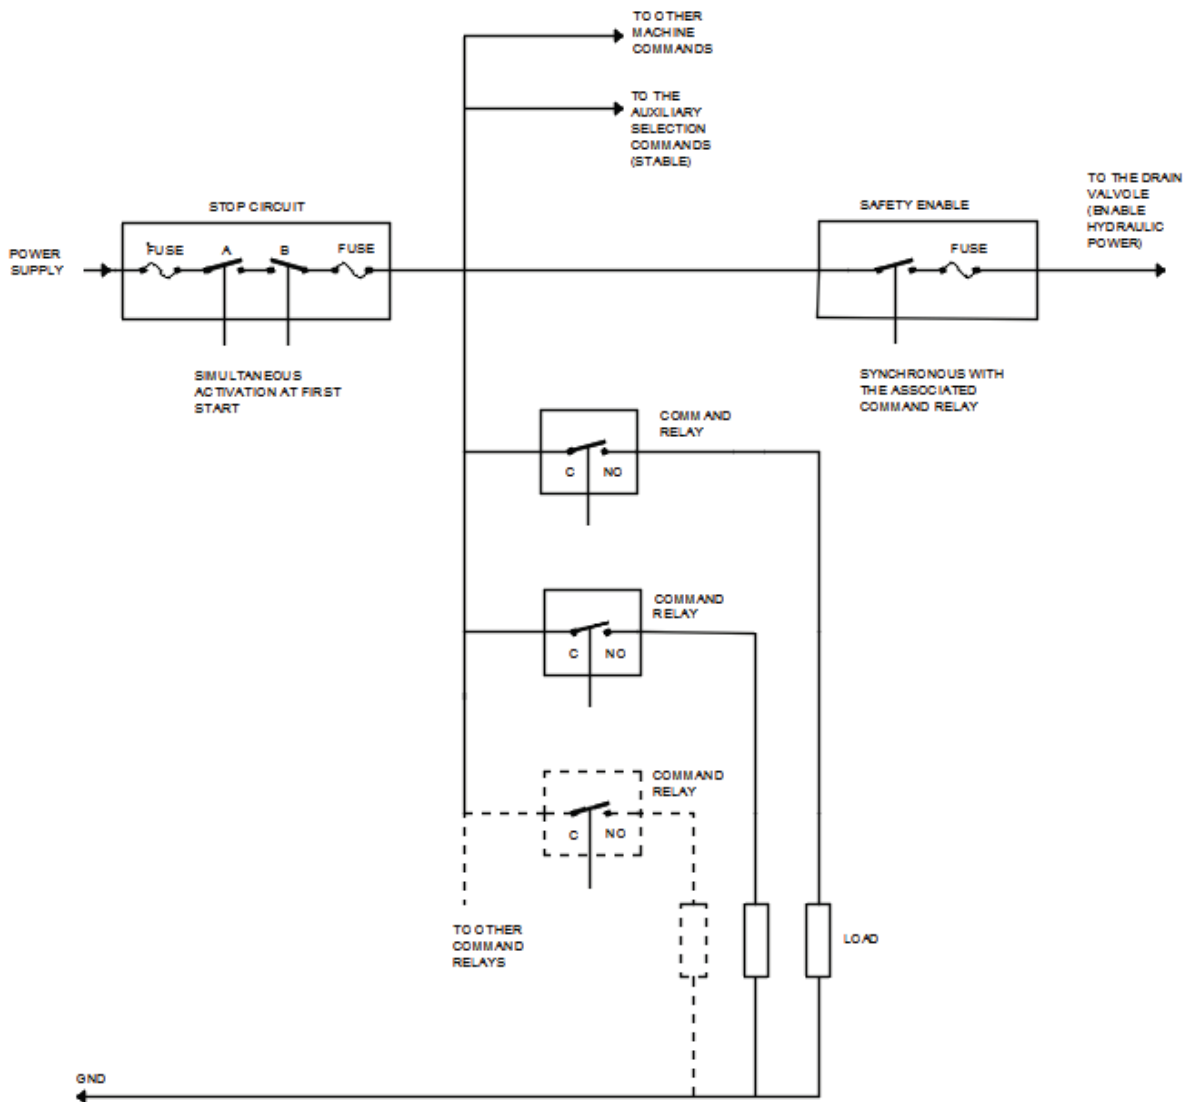 TO OTHER
MACHINE
COMMANDS
TO THE
AUXILIARY
SELECTION
COMMANDS
(STABLE)
TO THE DRAIN
VALVOLE
(ENABLE
HYDRAULIC
POWER)
STOP CIRCUIT
SAFETY ENABLE
POWER
SUPPLY
FUSE
A
B
FUSE
FUSE
SIMULTANEOUS
ACTIVATION AT FIRST
START
SYNCHRONOUS WITH
THE ASSOCIATED
COMMAND RELAY
COMMAND
RELAY
C
NO
COMMAND
RELAY
C
NO
COMMAND
RELAY
C
NO
TO OTHER
COMMAND
RELAYS
LOAD
GND